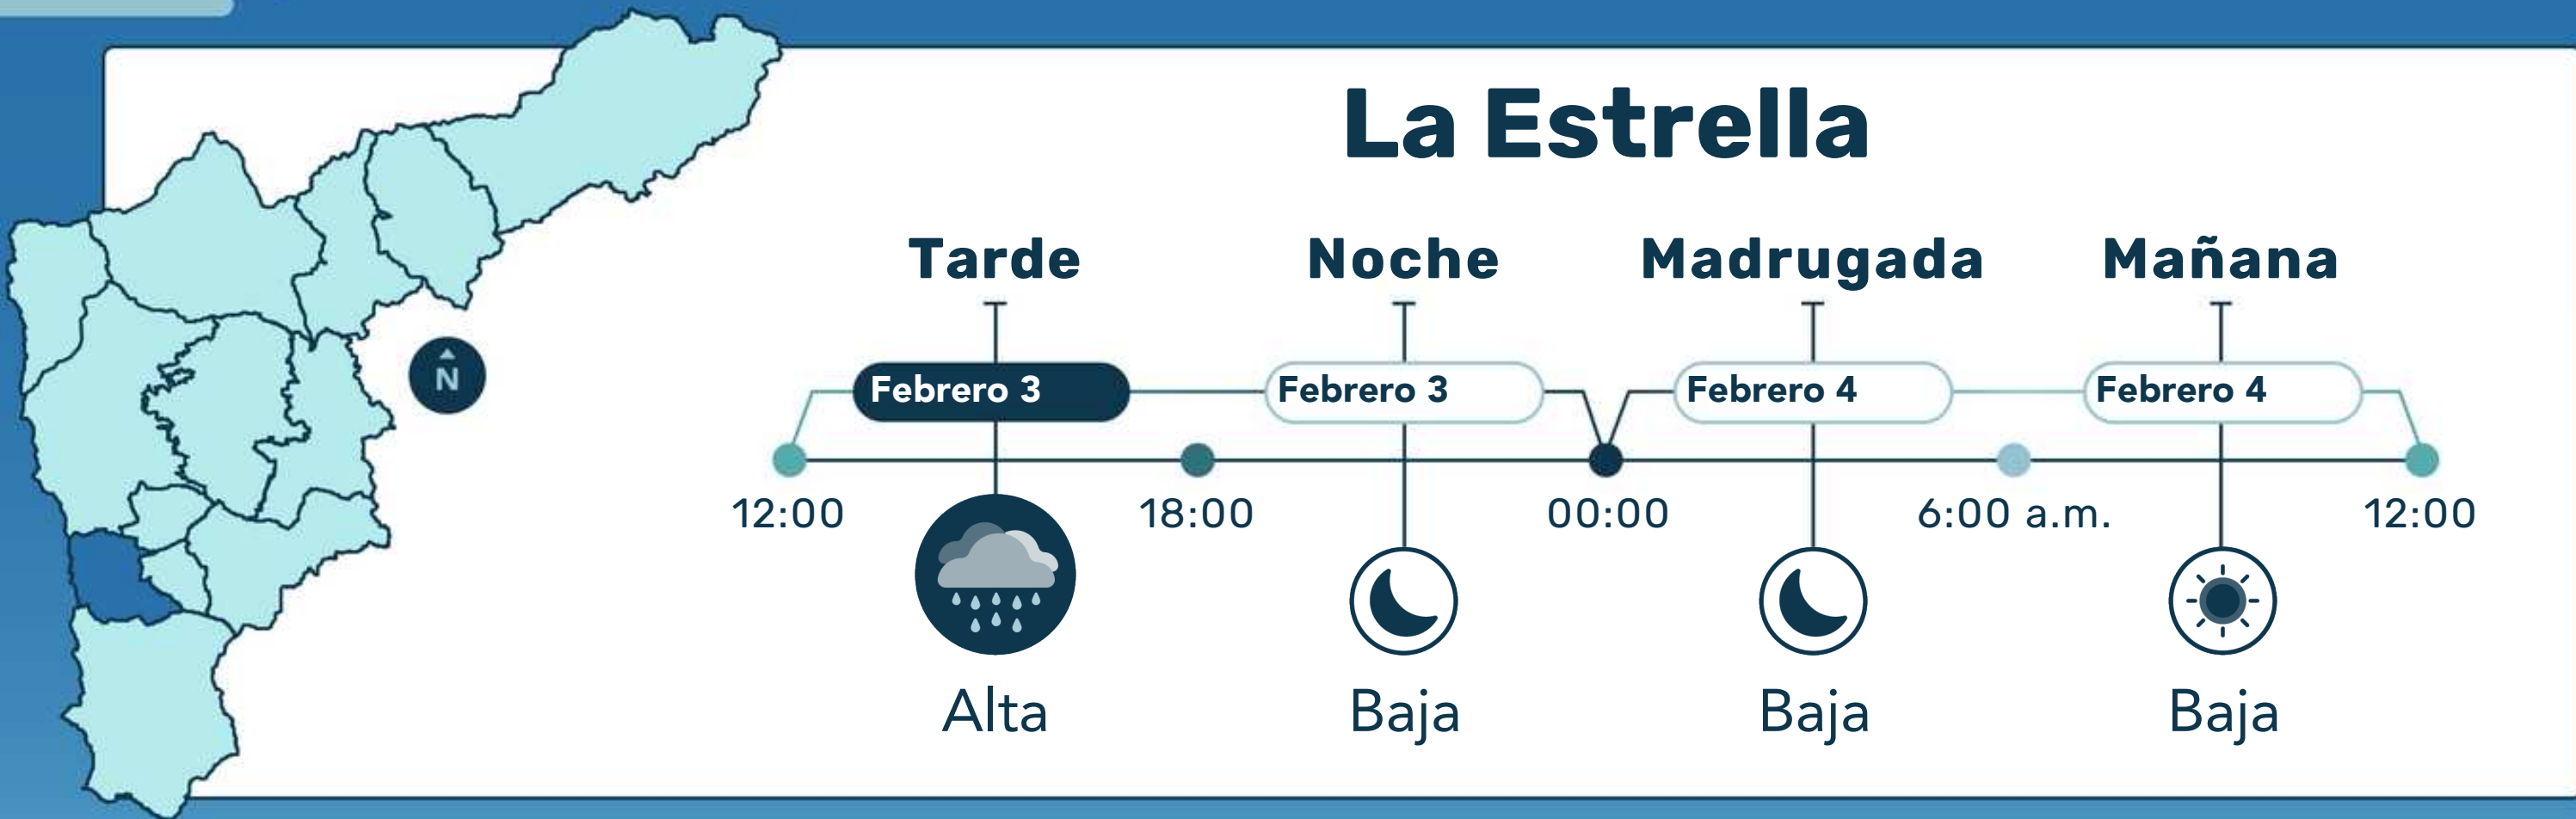 La Estrella
Tarde Noche Madrugada Mañana
N
Febrero 3 Febrero 3 Febrero 4 Febrero 4
12:00 18:00 00:00 6:00 a.m. 12:00
Alta Baja Baja Baja